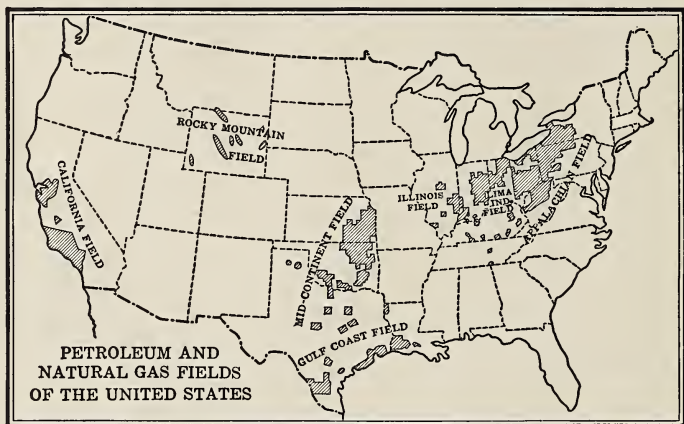 ROCKY MOUNTAIN
FIELD
CALIFORNIA FIELD
MID-CONTINENT FIELD
ILLINOIS
FIELD
LIMA
IND.
FIELD
APPALACHIAN FIELD
GULF COAST FIELD
PETROLEUM AND
NATURAL GAS FIELDS
OF THE UNITED STATES